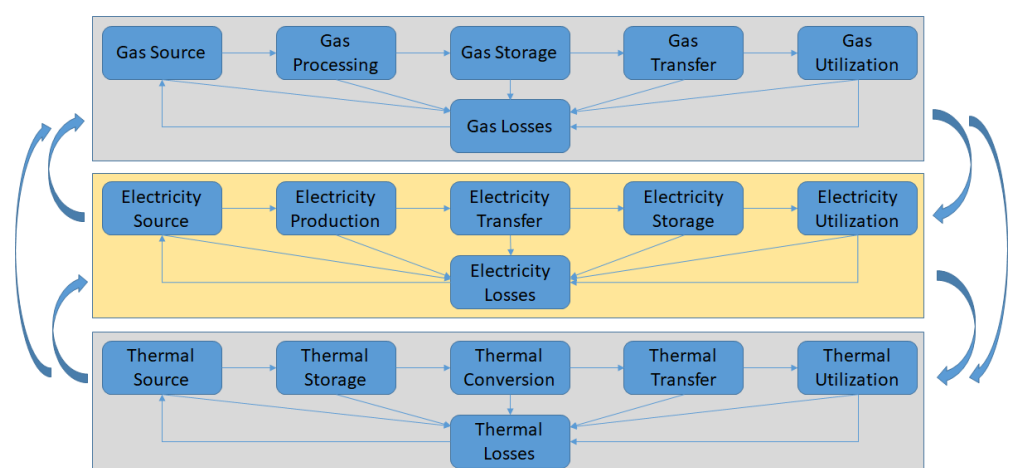 Gas Source
Gas
Processing
Gas Storage
Gas
Transfer
Gas
Utilization
Gas Losses
Electricity
Source
Electricity
Production
Electricity
Transfer
Electricity
Storage
Electricity
Utilization
Electricity
Losses
Thermal
Source
Thermal
Storage
Thermal
Conversion
Thermal
Transfer
Thermal
Utilization
Thermal
Losses